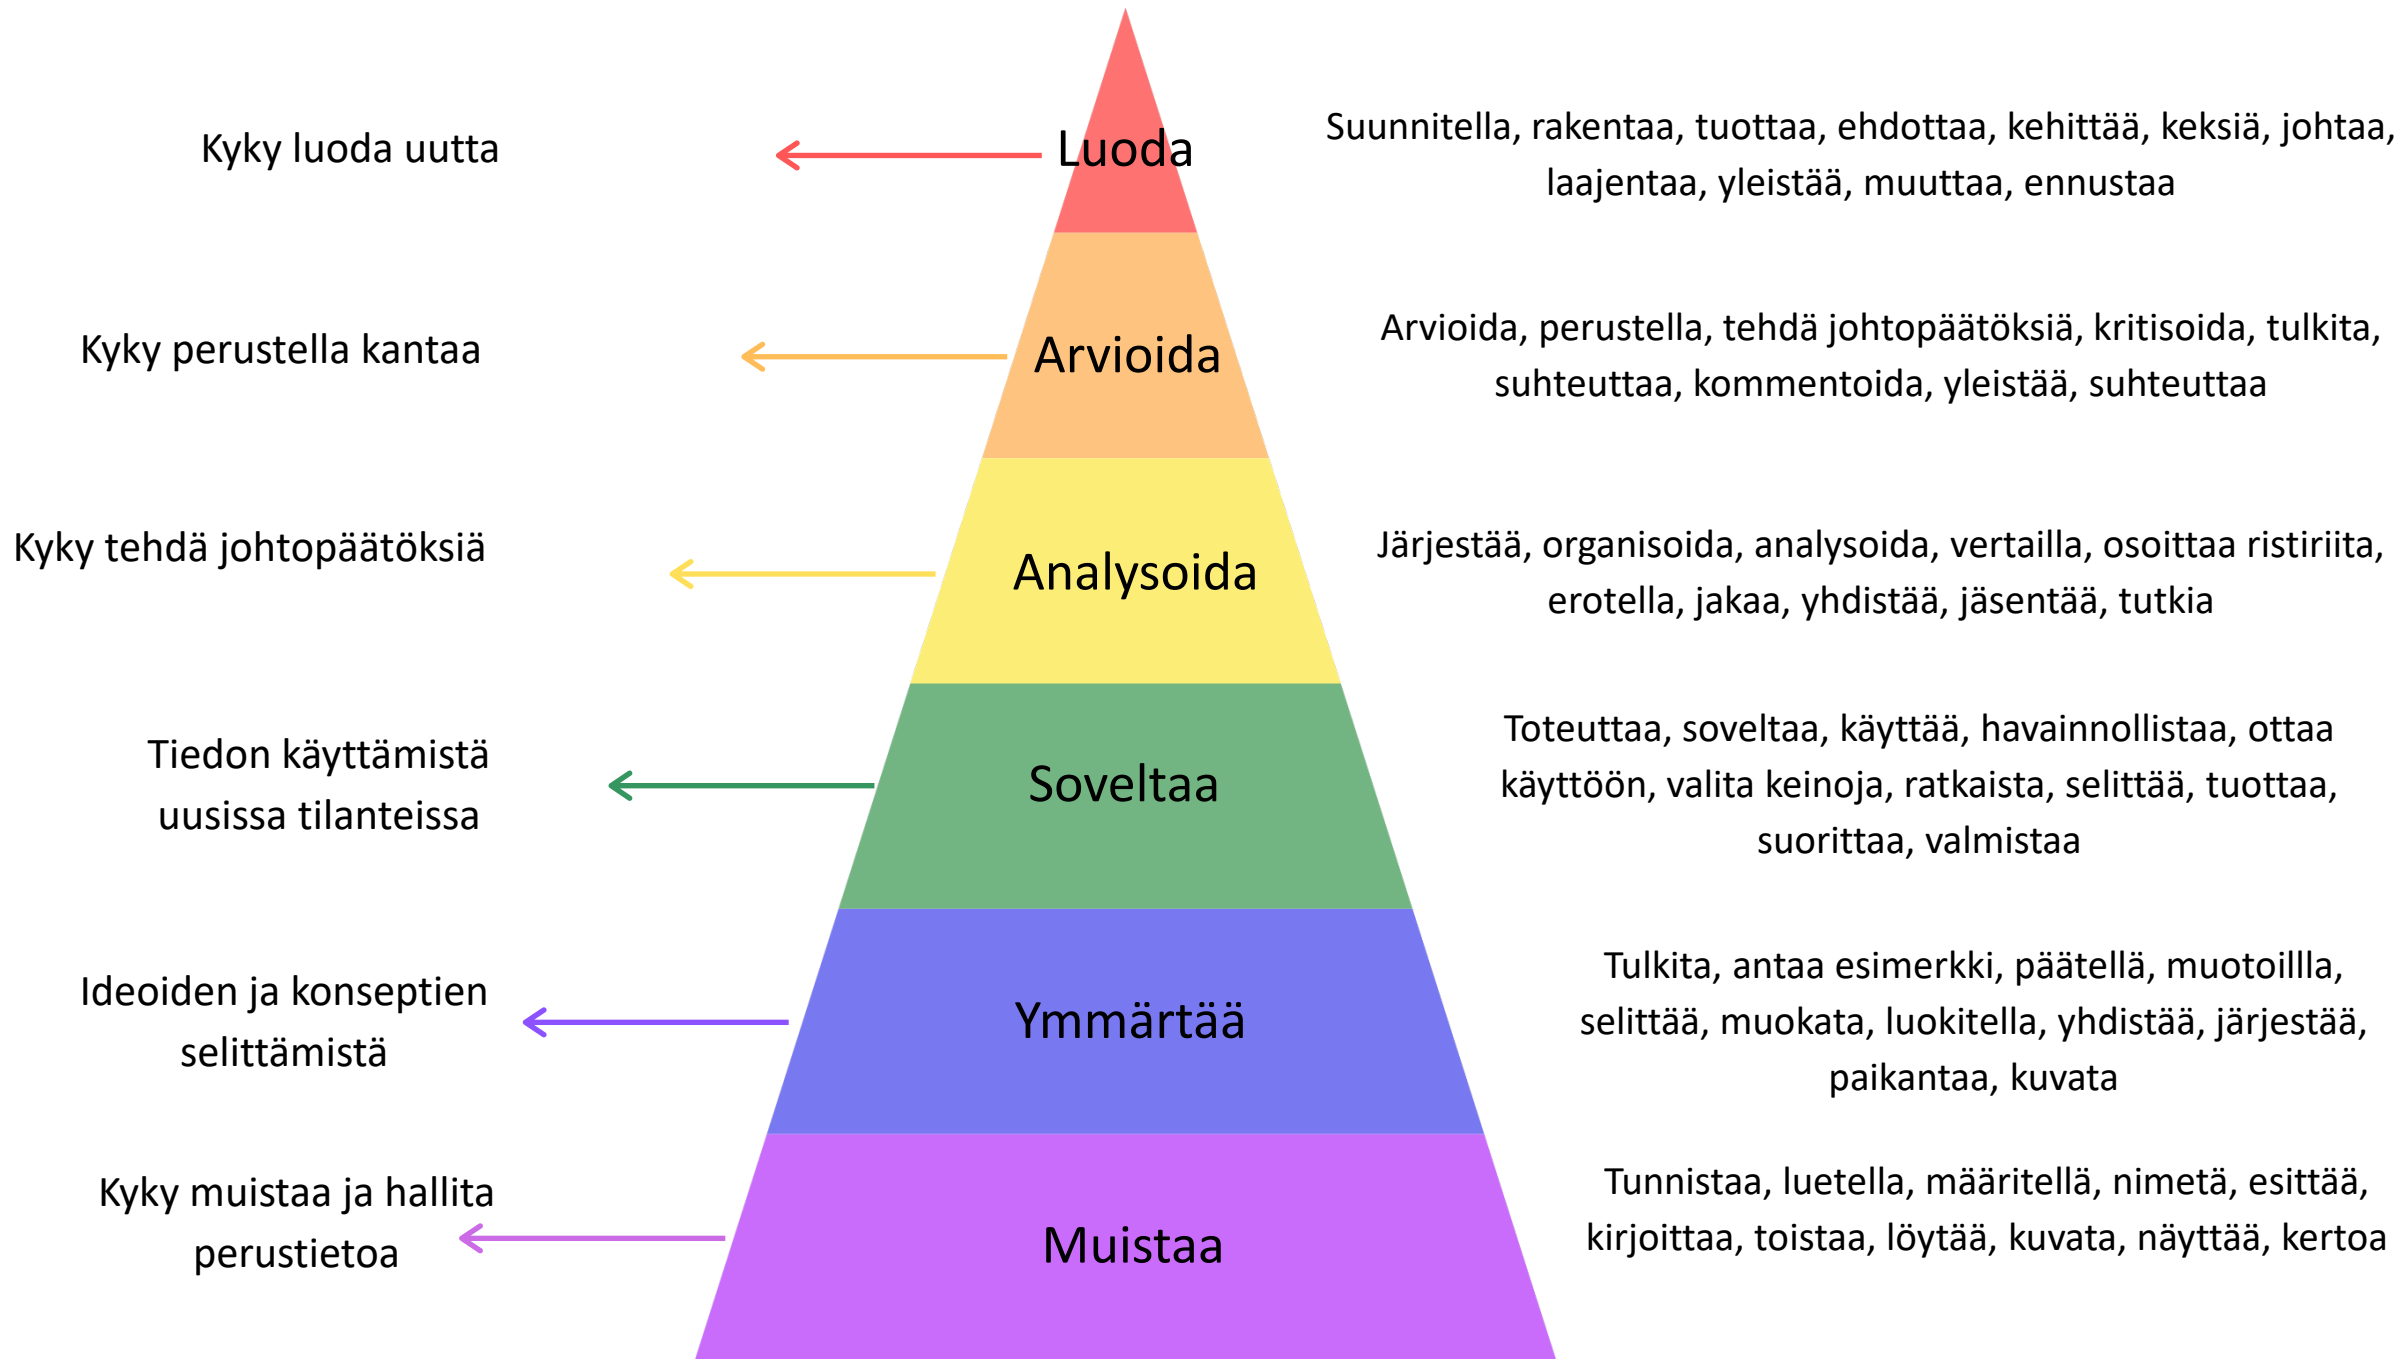 Kyky luoda uutta
Luoda
Suunnitella, rakentaa, tuottaa, ehdottaa, kehittää, keksiä, johtaa,
laajentaa, yleistää, muuttaa, ennustaa
Kyky perustella kantaa
Arvioida
Arvioida, perustella, tehdä johtopäätöksiä, kritisoida, tulkita,
suhteuttaa, kommentoida, yleistää, suhteuttaa
Kyky tehdä johtopäätöksiä
Analysoida
Järjestää, organisoida, analysoida, vertailla, osoittaa ristiriita,
erotella, jakaa, yhdistää, jäsentää, tutkia
Tiedon käyttämistä
uusissa tilanteissa
Soveltaa
Toteuttaa, soveltaa, käyttää, havainnollistaa, ottaa
käyttöön, valita keinoja, ratkaista, selittää, tuottaa,
suorittaa, valmistaa
Ideoiden ja konseptien
selittämistä
Ymmärtää
Tulkita, antaa esimerkki, päätellä, muotoillla,
selittää, muokata, luokitella, yhdistää, järjestää,
paikantaa, kuvata
Kyky muistaa ja hallita
perustietoa
Muistaa
Tunnistaa, luetella, määritellä, nimetä, esittää,
kirjoittaa, toistaa, löytää, kuvata, näyttää, kertoa